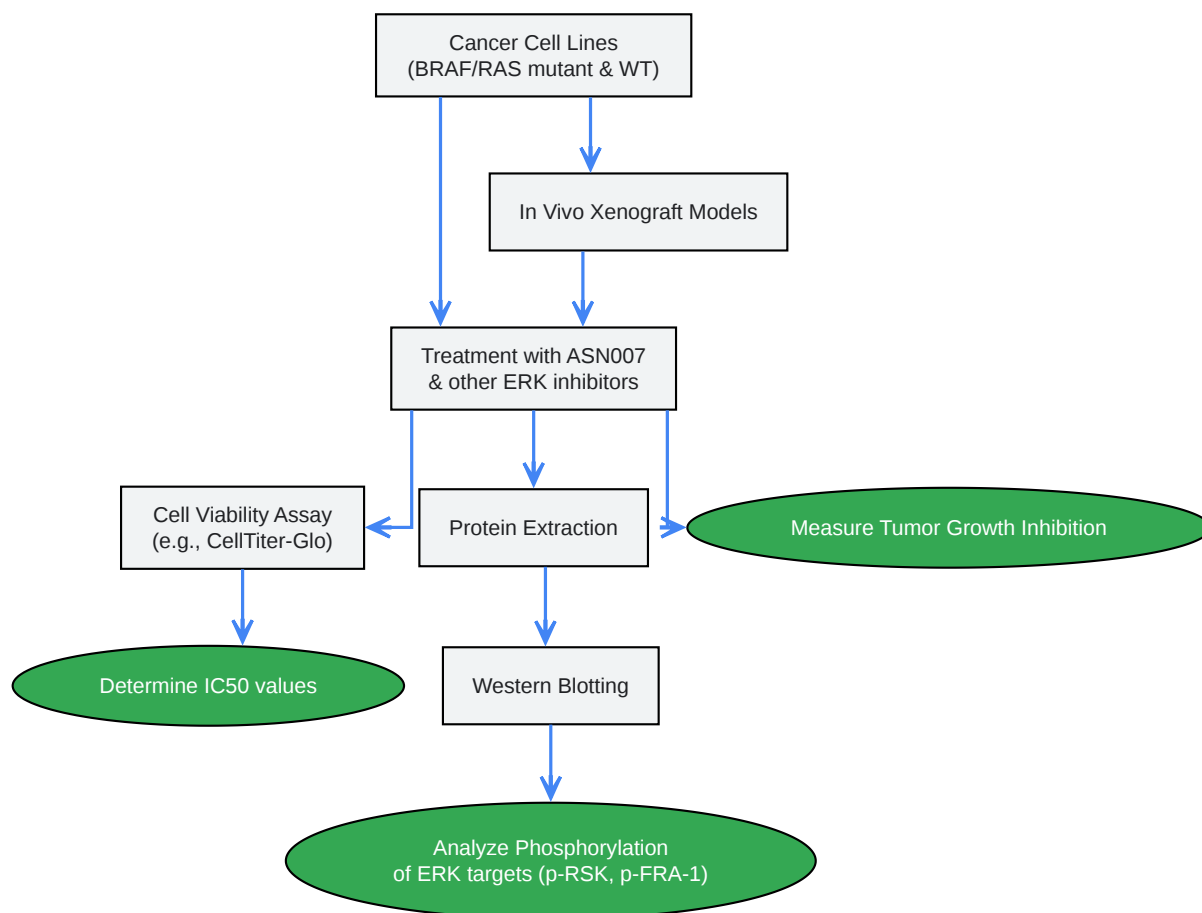 Cancer Cell Lines
(BRAF/RAS mutant & WT)
In Vivo Xenograft Models
Treatment with ASN007
& other ERK inhibitors
Cell Viability Assay
(e.g., CellTiter-Glo)
Protein Extraction
Measure Tumor Growth Inhibition
Determine IC50 values
Western Blotting
Analyze Phosphorylation
of ERK targets (p-RSK, p-FRA-1)